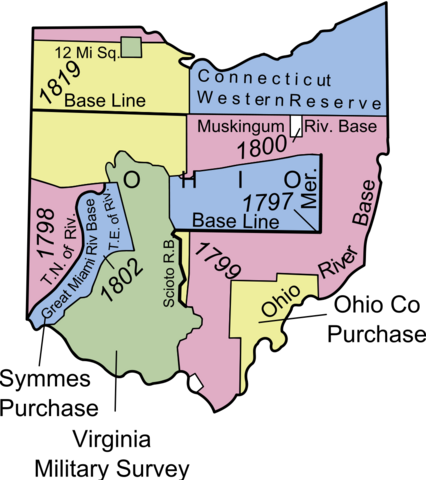 12 Mi Sq.
1819
Base Line
Connecticut
Western Reserve
Muskingum Riv. Base
1800
OHIO
1797
Mer.
Base Line
1798
T.N. of Riv.
Great Miami Riv Base
T.E. of Riv.
1802
Scioto R.B
1799
River Base
Ohio
Ohio Co
Purchase
Symmes
Purchase
Virginia
Military Survey